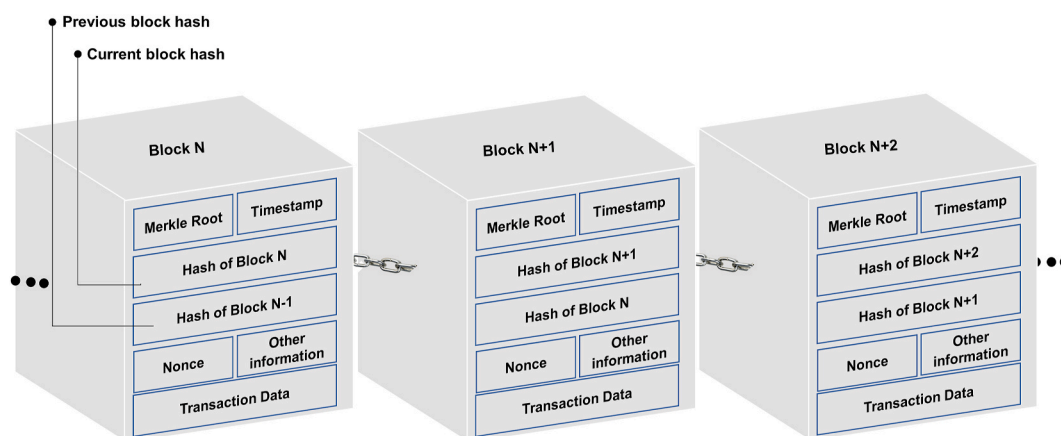 Previous block hash
Current block hash
Block N
Merkle Root
Timestamp
Hash of Block N
Hash of Block N-1
Nonce
Other
information
Transaction Data
Block N+1
Merkle Root
Timestamp
Hash of Block N+1
Hash of Block N
Nonce
Other
information
Transaction Data
Block N+2
Merkle Root
Timestamp
Hash of Block N+2
Hash of Block N+1
Nonce
Other
information
Transaction Data